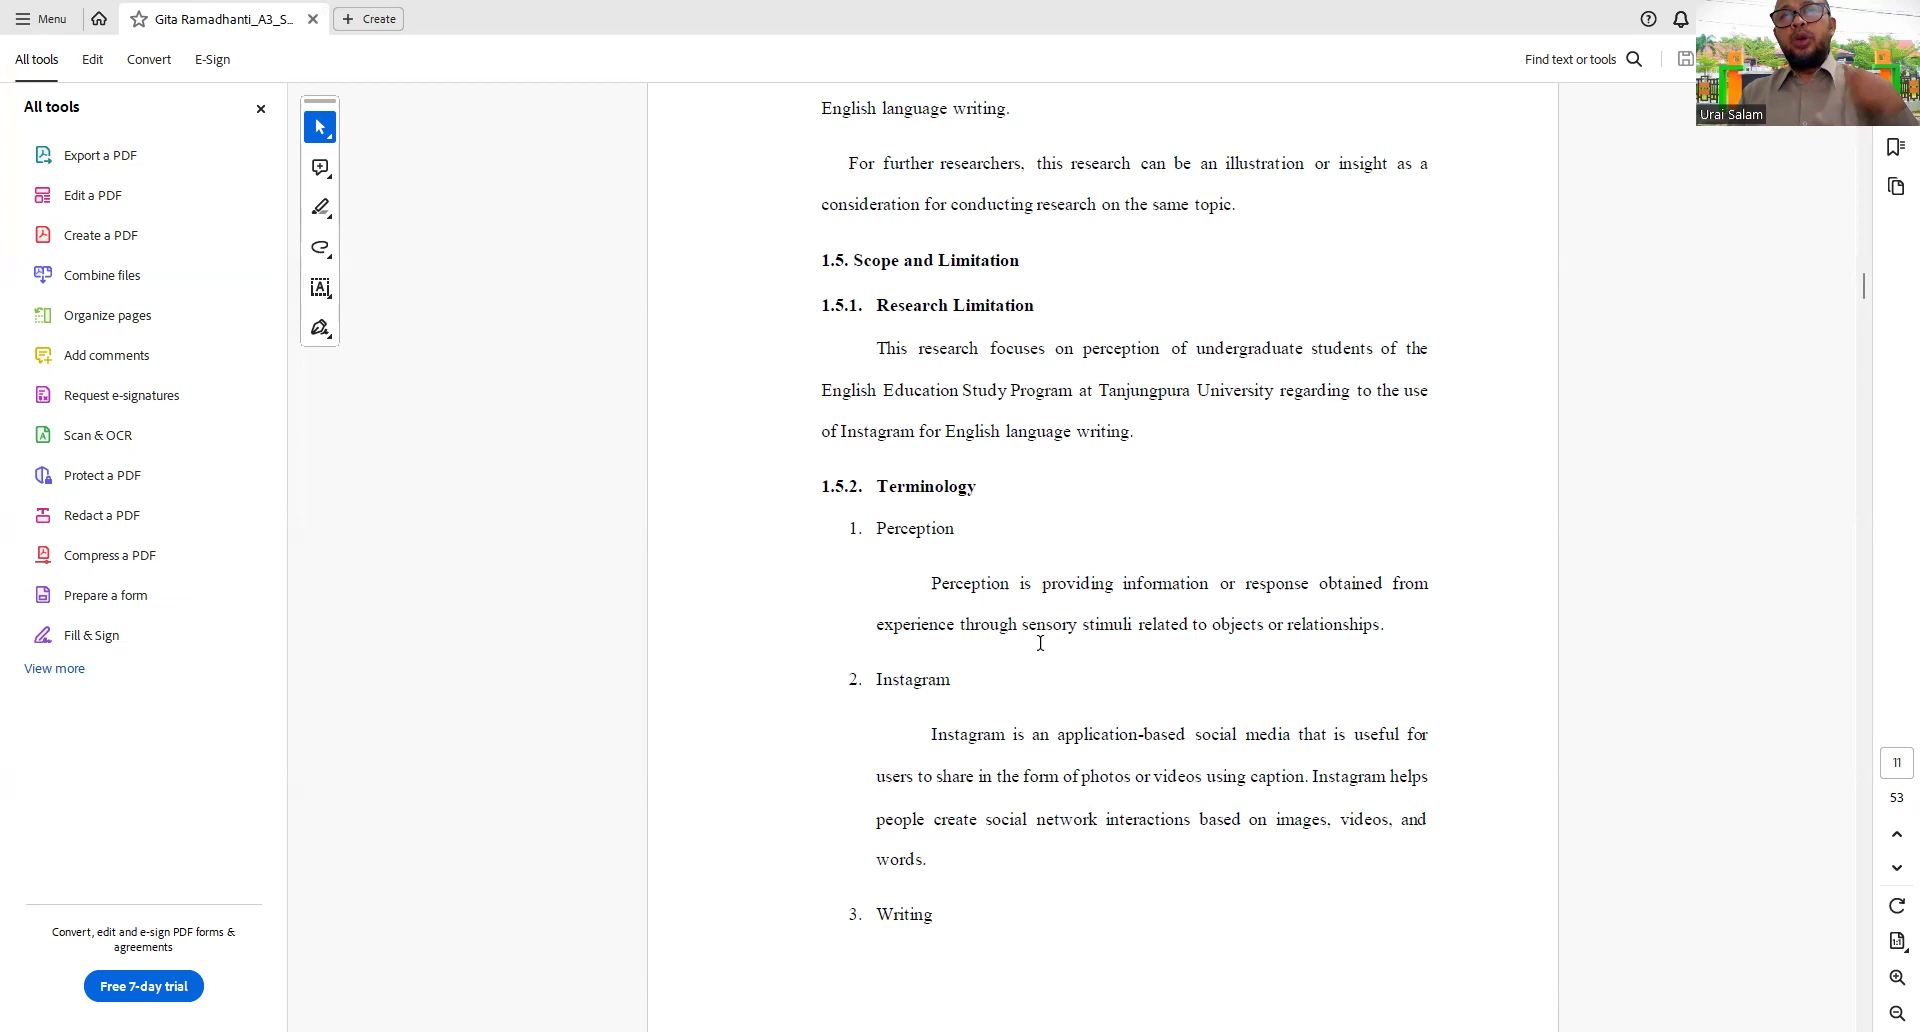 Menu
Gita Ramadhanti_A3_S...
Create
All tools
Edit
Convert
E-Sign
Find text or tools
Urai Salam
All tools
Export a PDF
Edit a PDF
Create a PDF
Combine files
Organize pages
Add comments
Request e-signatures
Scan & OCR
Protect a PDF
Redact a PDF
Compress a PDF
Prepare a form
Fill & Sign
View more
Convert, edit and e-sign PDF forms &
agreements
Free 7-day trial
English language writing.
For further researchers, this research can be an illustration or insight as a
consideration for conducting research on the same topic.
1.5. Scope and Limitation
1.5.1. Research Limitation
This research focuses on perception of undergraduate students of the
English Education Study Program at Tanjungpura University regarding to the use
of Instagram for English language writing.
1.5.2. Terminology
1. Perception
Perception is providing information or response obtained from
experience through sensory stimuli related to objects or relationships.
2. Instagram
Instagram is an application-based social media that is useful for
users to share in the form of photos or videos using caption. Instagram helps
people create social network interactions based on images, videos, and
words.
3. Writing
11
53